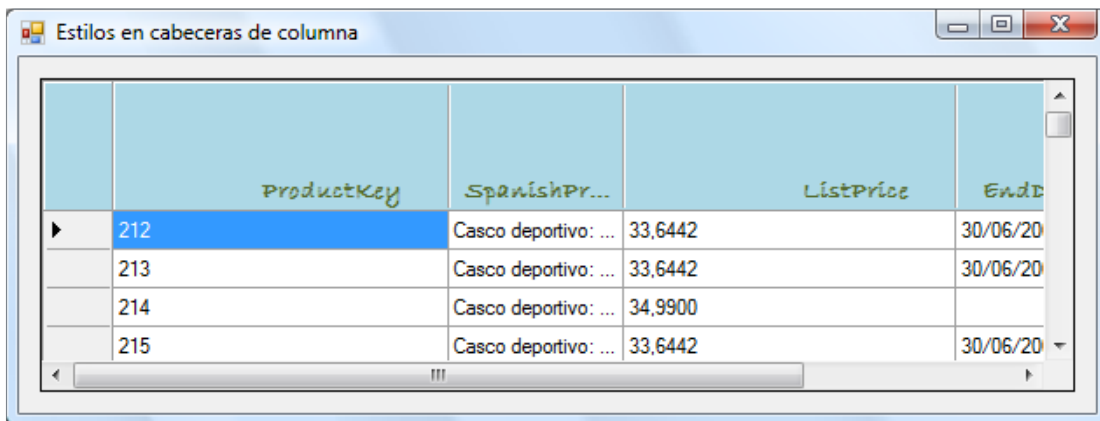 Estilos en cabeceras de columna
ProductKey SpanishPr... ListPrice EndD
212 Casco deportivo: ... 33,6442 30/06/20
213 Casco deportivo: ... 33,6442 30/06/20
214 Casco deportivo: ... 34,9900
215 Casco deportivo: ... 33,6442 30/06/20